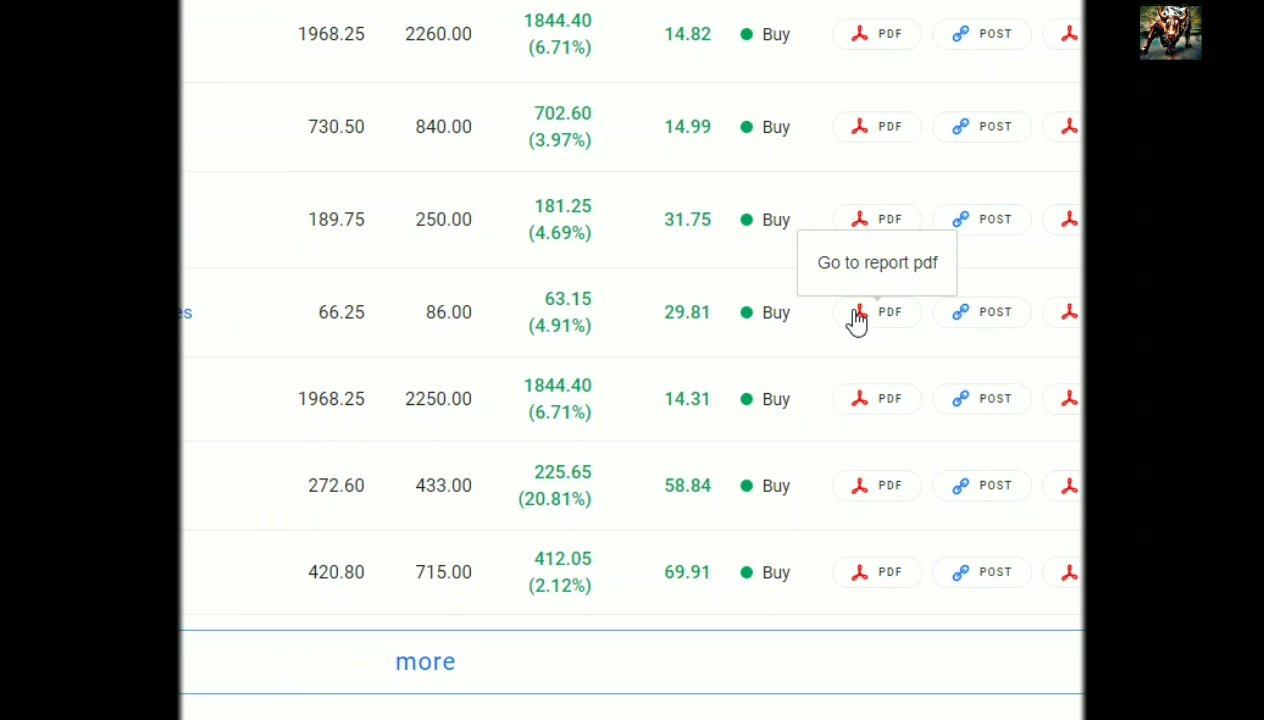 1968.25 2260.00 1844.40 (6.71%) 14.82 Buy PDF POST
730.50 840.00 702.60 (3.97%) 14.99 Buy PDF POST
189.75 250.00 181.25 (4.69%) 31.75 Buy PDF POST
Go to report pdf
es 66.25 86.00 63.15 (4.91%) 29.81 Buy PDF POST
1968.25 2250.00 1844.40 (6.71%) 14.31 Buy PDF POST
272.60 433.00 225.65 (20.81%) 58.84 Buy PDF POST
420.80 715.00 412.05 (2.12%) 69.91 Buy PDF POST
more